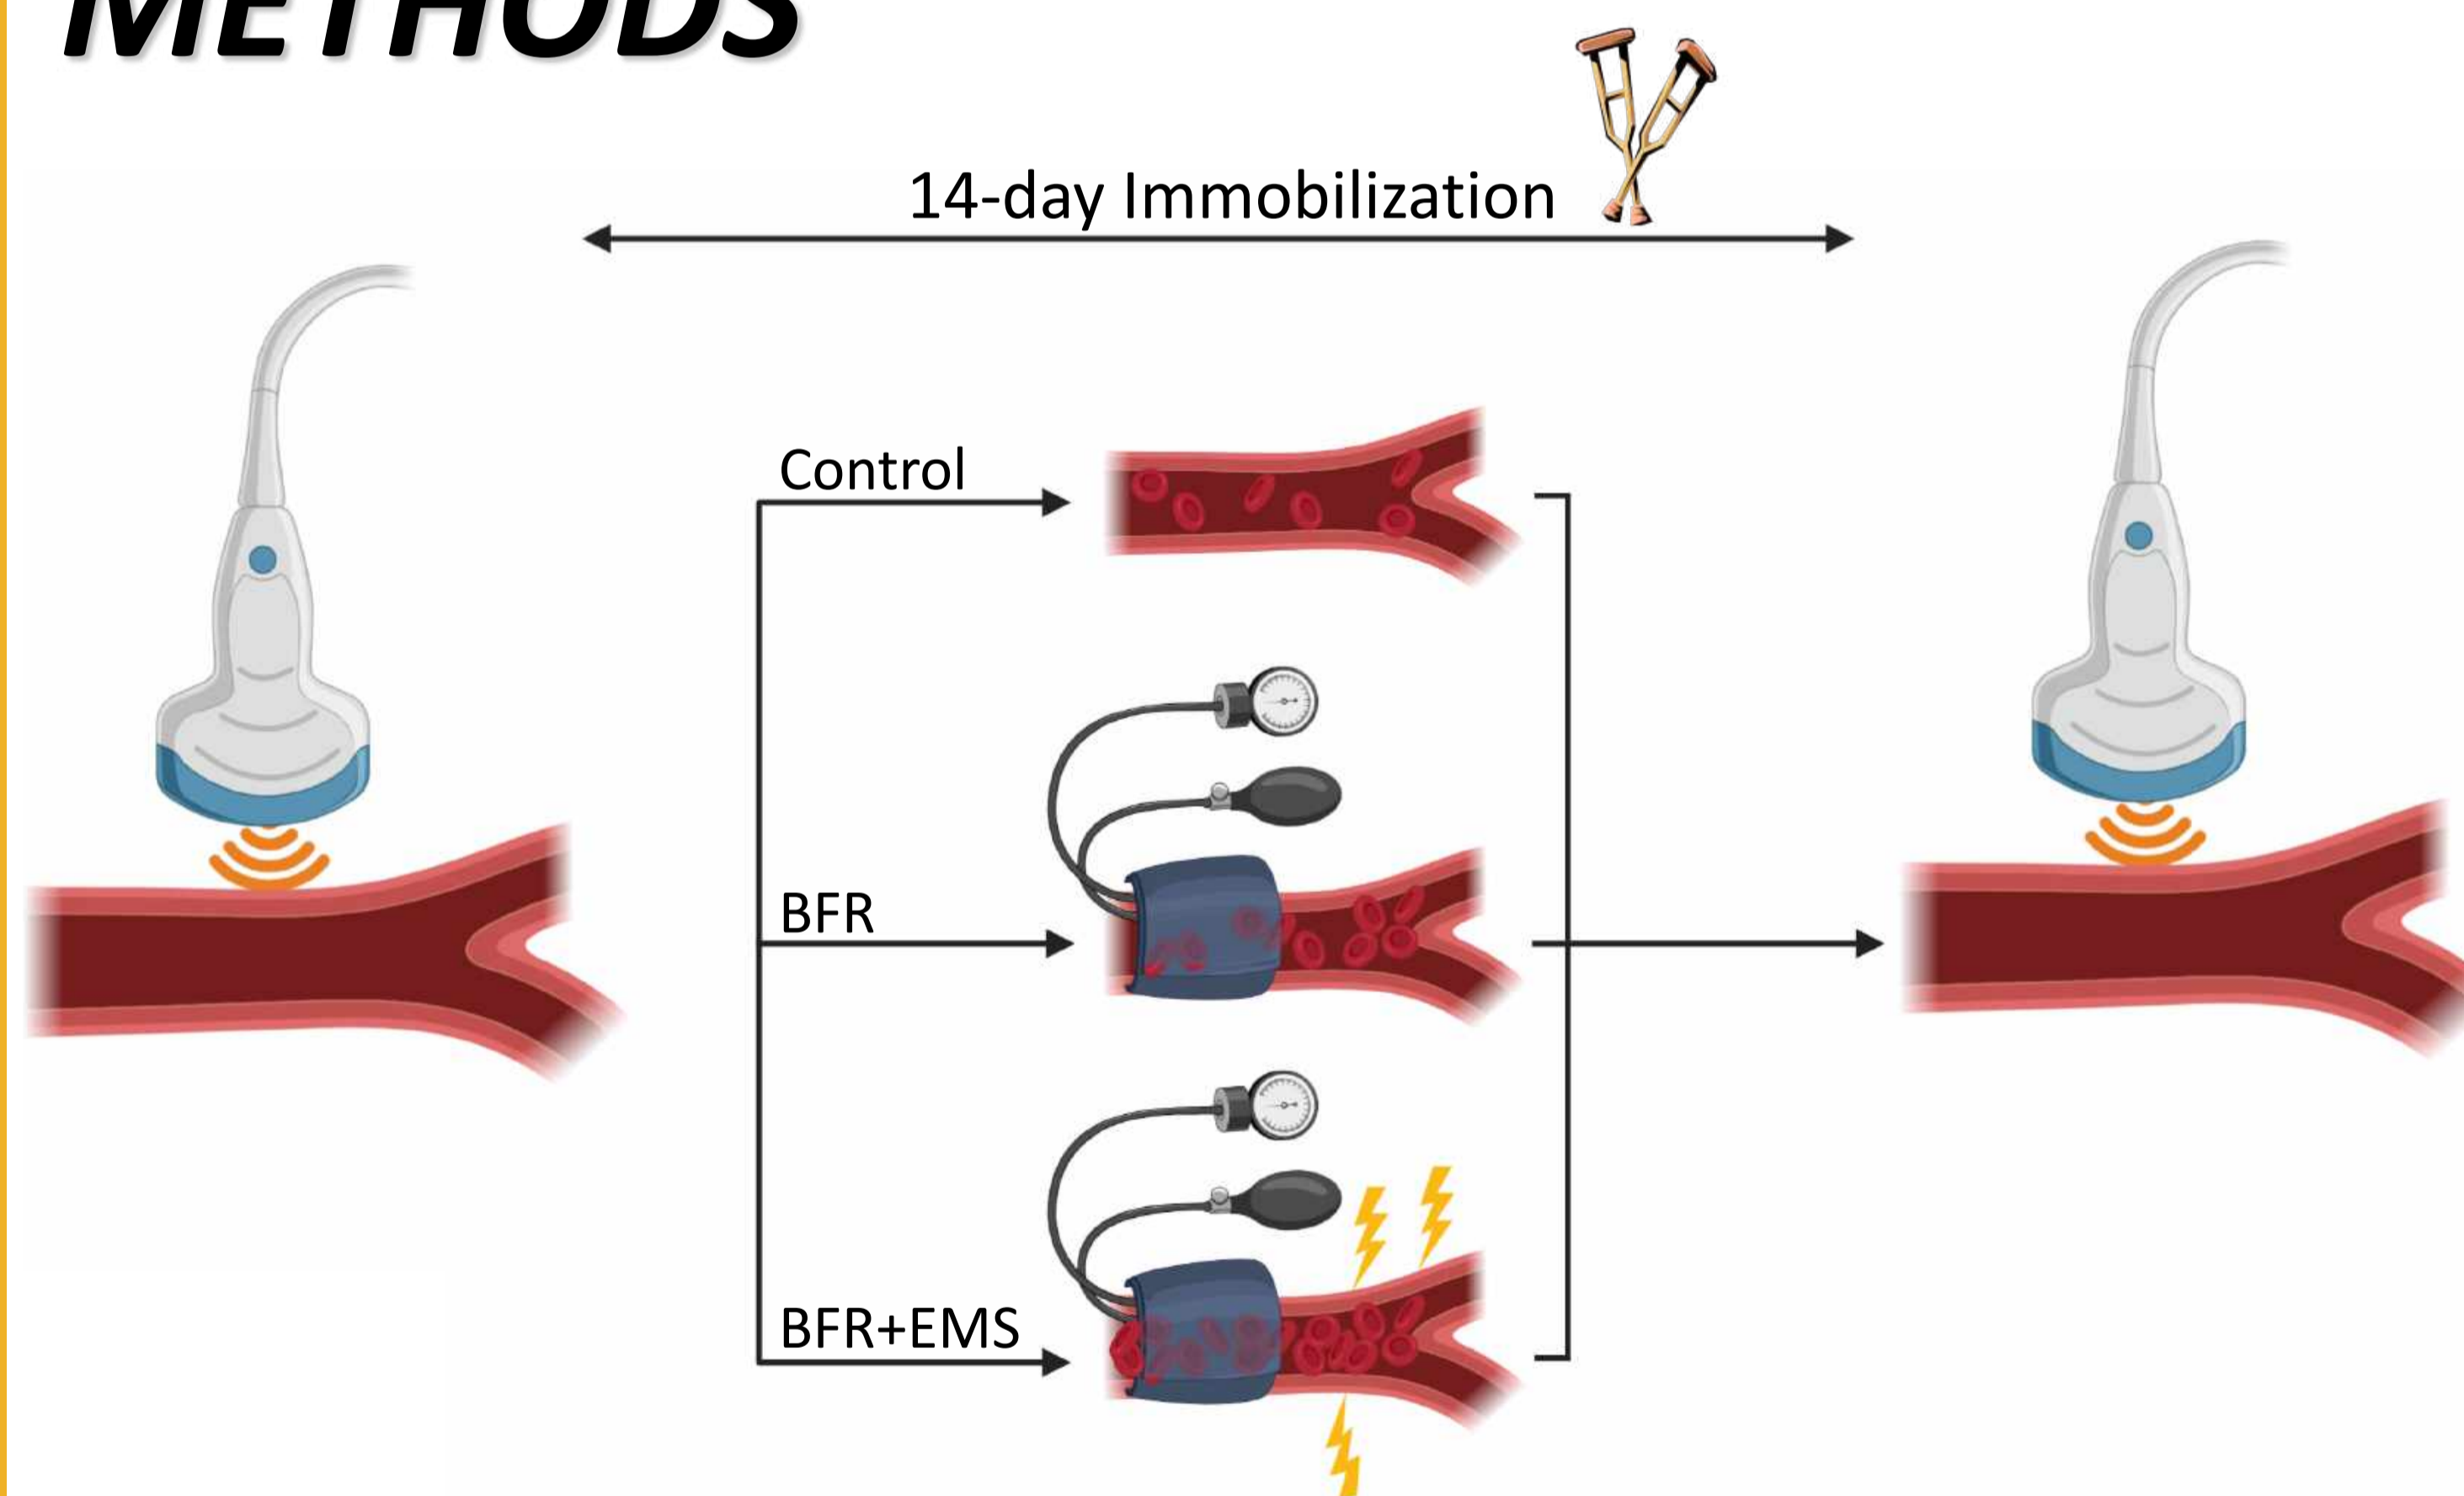 METHODS
14-day Immobilization
Control
BFR
BFR+EMS